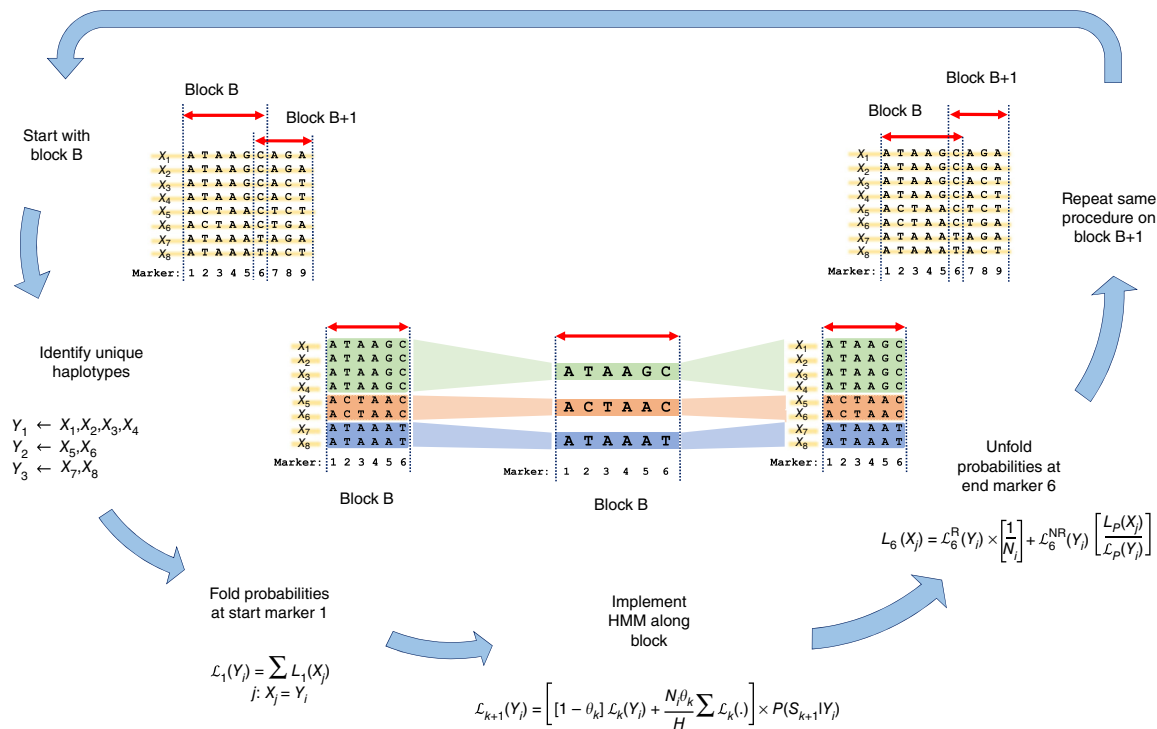 Block B
Block B+1
Start with
block B
X1 A T A A G C A G A
X2 A T A A G C A G A
X3 A T A A G C A C T
X4 A T A A G C A C T
X5 A C T A A C T C T
X6 A C T A A C T G A
X7 A T A A A T A G A
X8 A T A A A T A C T
Marker: 1 2 3 4 5 6 7 8 9
Block B+1
Block B
X1 A T A A G C A G A
X2 A T A A G C A G A
X3 A T A A G C A C T
X4 A T A A G C A C T
X5 A C T A A C T C T
X6 A C T A A C T G A
X7 A T A A A T A G A
X8 A T A A A T A C T
Marker: 1 2 3 4 5 6 7 8 9
Repeat same
procedure on
block B+1
Identify unique
haplotypes
Y1 ← X1,X2,X3,X4
Y2 ← X5,X6
Y3 ← X7,X8
X1 A T A A G C
X2 A T A A G C
X3 A T A A G C
X4 A T A A G C
X5 A C T A A C
X6 A C T A A C
X7 A T A A A T
X8 A T A A A T
Marker: 1 2 3 4 5 6
Block B
A T A A G C
A C T A A C
A T A A A T
Marker: 1 2 3 4 5 6
Block B
X1 A T A A G C
X2 A T A A G C
X3 A T A A G C
X4 A T A A G C
X5 A C T A A C
X6 A C T A A C
X7 A T A A A T
X8 A T A A A T
Marker: 1 2 3 4 5 6
Unfold
probabilities at
end marker 6
L6 (Xj) = ℒ6^R(Yi) × [1/Ni] + ℒ6^NR(Yi) [LP(Xj)/ℒP(Yi)]
Fold probabilities
at start marker 1
ℒ1(Yi) = ∑ L1(Xj)
j: Xj = Yi
Implement
HMM along
block
ℒk+1(Yi) = [[1 − θk] ℒk(Yi) + Niθk/H ∑ ℒk(.)] × P(Sk+1|Yi)